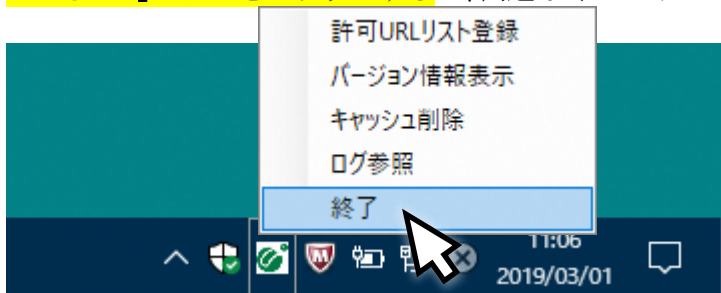 許可URLリスト登録
バージョン情報表示
キャッシュ削除
ログ参照
終了
11:06
2019/03/01